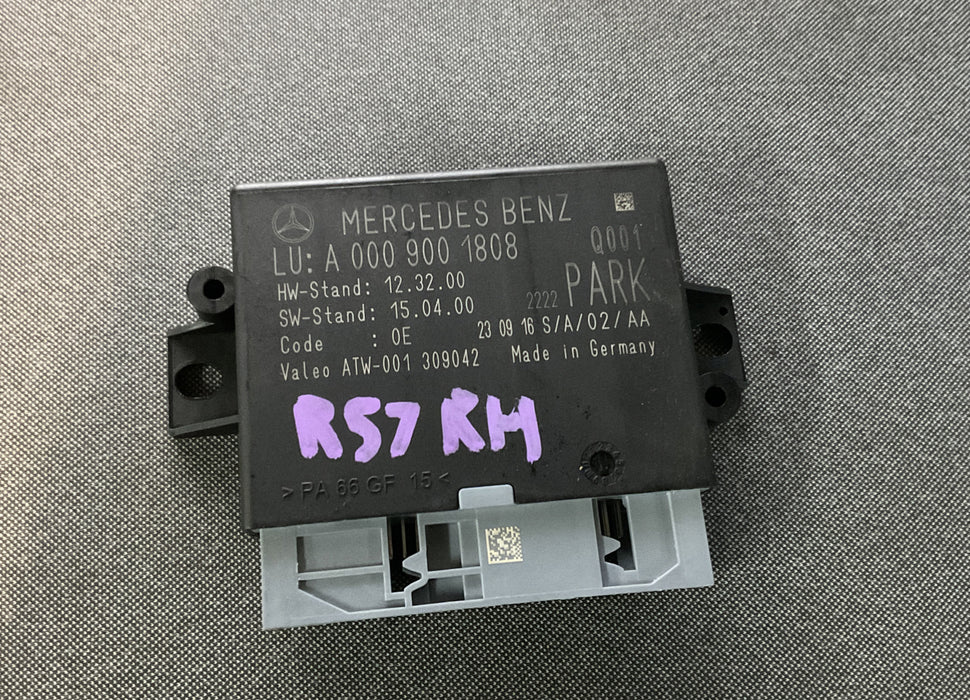 MERCEDES BENZ
LU: A 000 900 1808
Q001
HW-Stand: 12.32.00
2222 PARK
SW-Stand: 15.04.00
Code : 0E
23 09 16 S/A/02/AA
Valeo ATW-001 309042
Made in Germany
RS7 RH
>PA 66 GF 15<